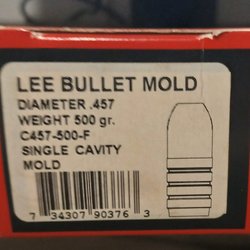 LEE BULLET MOLD
DIAMETER .457
WEIGHT 500 gr.
C457-500-F
SINGLE CAVITY
MOLD
7 34307 90376 3